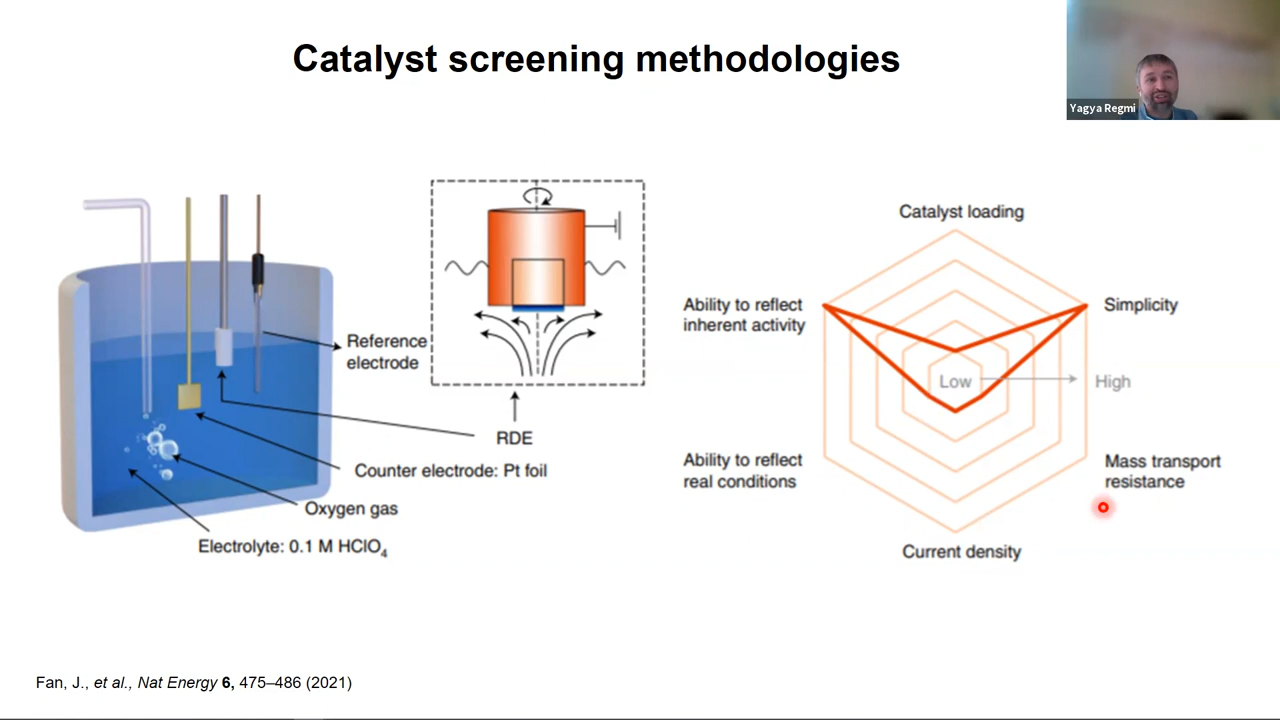 Catalyst screening methodologies
Yagya Regmi
Reference
electrode
RDE
Counter electrode: Pt foil
Oxygen gas
Electrolyte: 0.1 M HClO₄
Catalyst loading
Ability to reflect
inherent activity
Simplicity
Low
High
Ability to reflect
real conditions
Mass transport
resistance
Current density
Fan, J., et al., Nat Energy 6, 475–486 (2021)